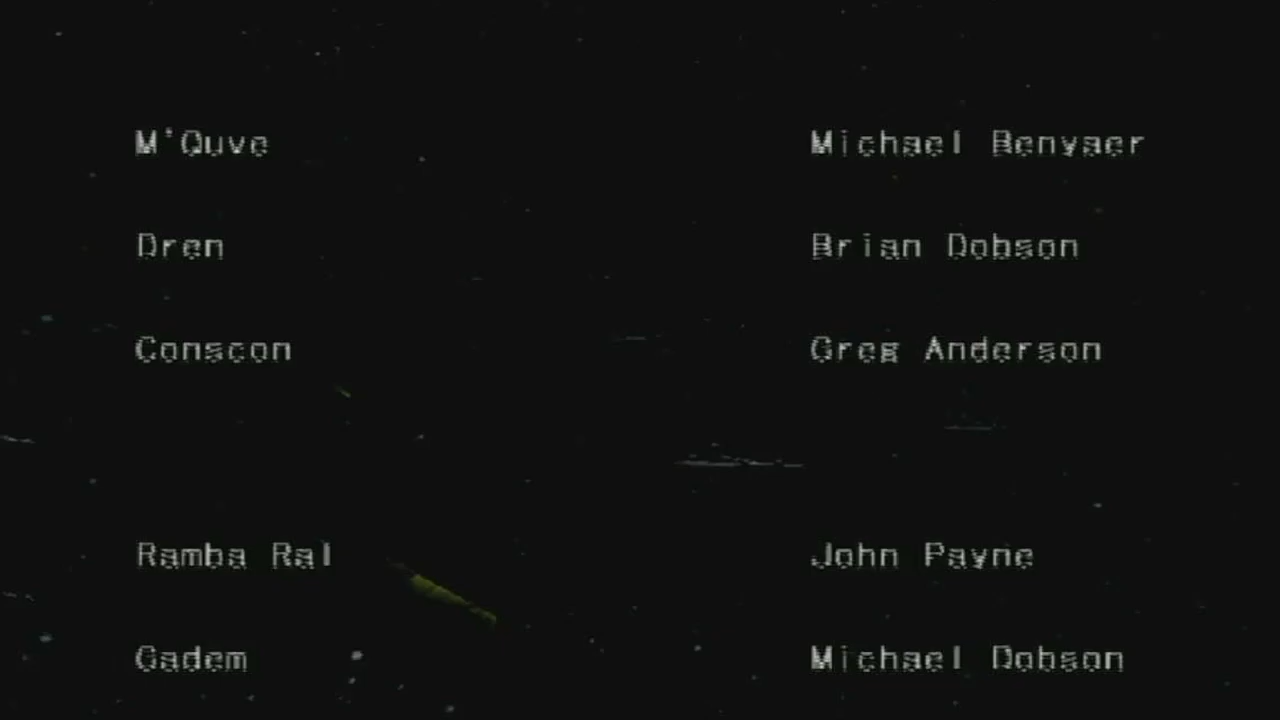 M'Quve Michael Benyaer
Dren Brian Dobson
Conscon Greg Anderson
Ramba Ral John Payne
Gadem Michael Dobson